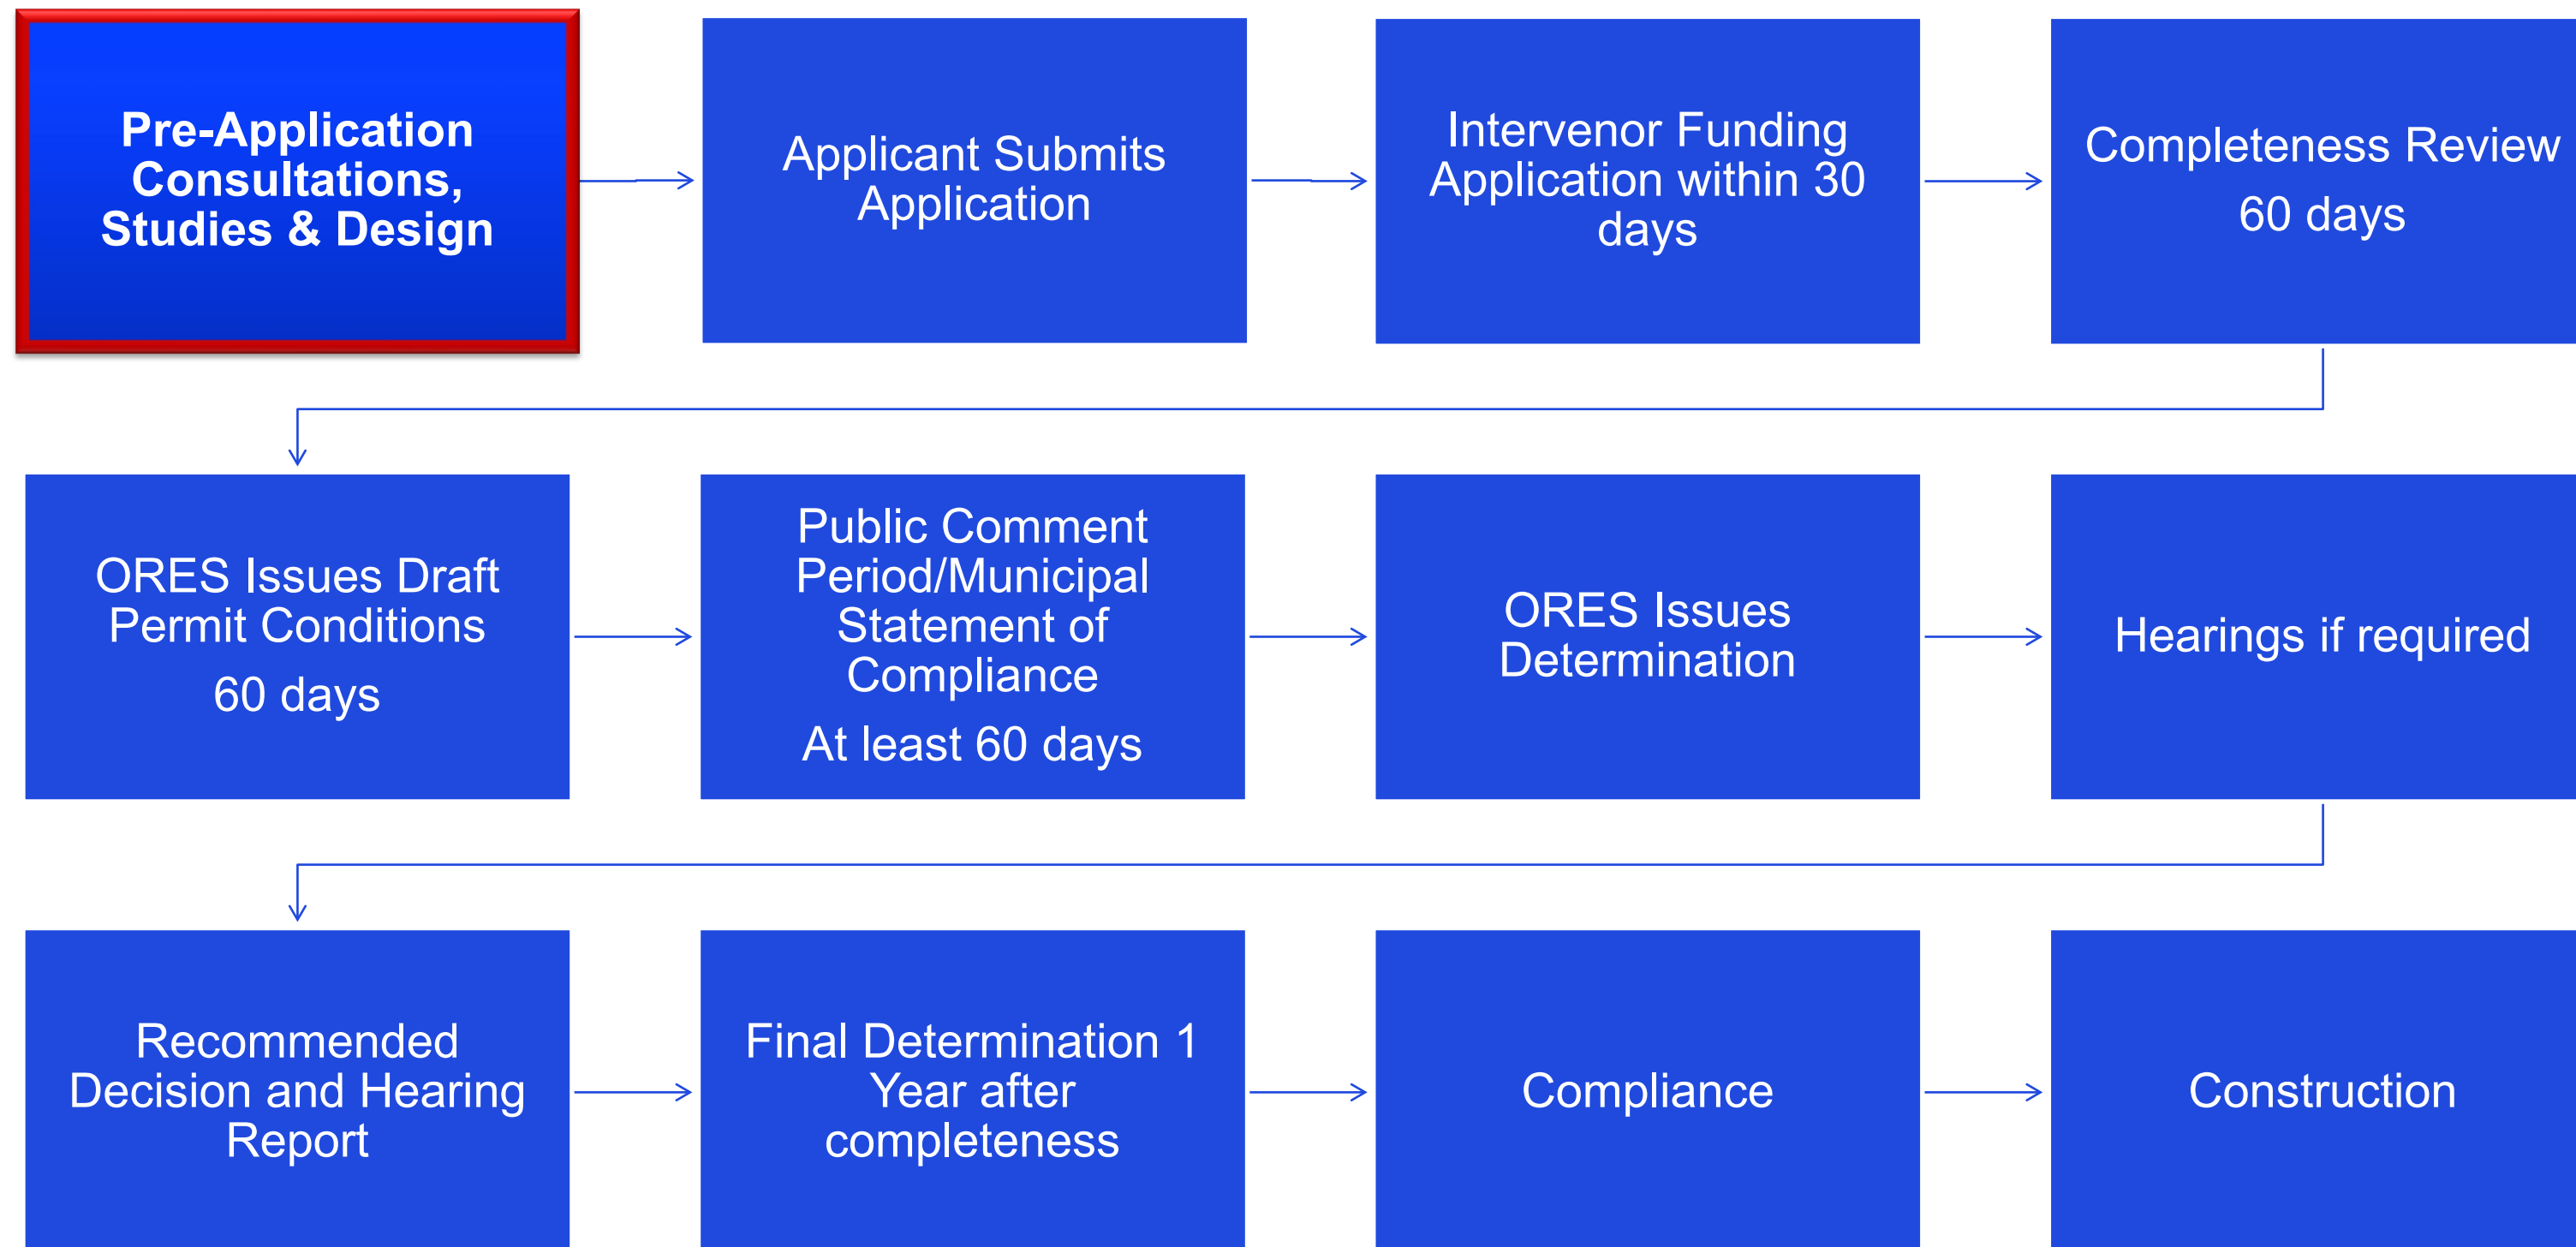 Pre-Application
Consultations,
Studies & Design
Applicant Submits
Application
Intervenor Funding
Application within 30
days
Completeness Review
60 days
ORES Issues Draft
Permit Conditions
60 days
Public Comment
Period/Municipal
Statement of
Compliance
At least 60 days
ORES Issues
Determination
Hearings if required
Recommended
Decision and Hearing
Report
Final Determination 1
Year after
completeness
Compliance
Construction